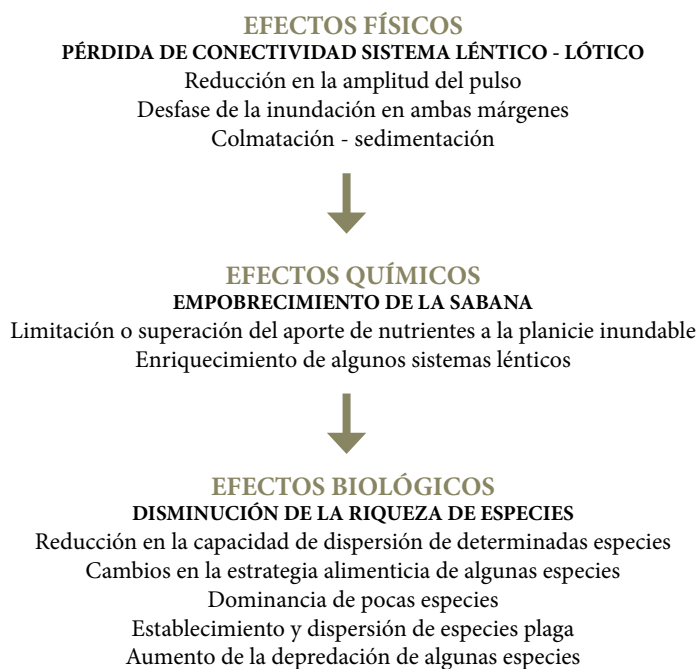 EFECTOS FÍSICOS
PÉRDIDA DE CONECTIVIDAD SISTEMA LÉNTICO - LÓTICO
Reducción en la amplitud del pulso
Desfase de la inundación en ambas márgenes
Colmatación - sedimentación
EFECTOS QUÍMICOS
EMPOBRECIMIENTO DE LA SABANA
Limitación o superación del aporte de nutrientes a la planicie inundable
Enriquecimiento de algunos sistemas lénticos
EFECTOS BIOLÓGICOS
DISMINUCIÓN DE LA RIQUEZA DE ESPECIES
Reducción en la capacidad de dispersión de determinadas especies
Cambios en la estrategia alimenticia de algunas especies
Dominancia de pocas especies
Establecimiento y dispersión de especies plaga
Aumento de la depredación de algunas especies